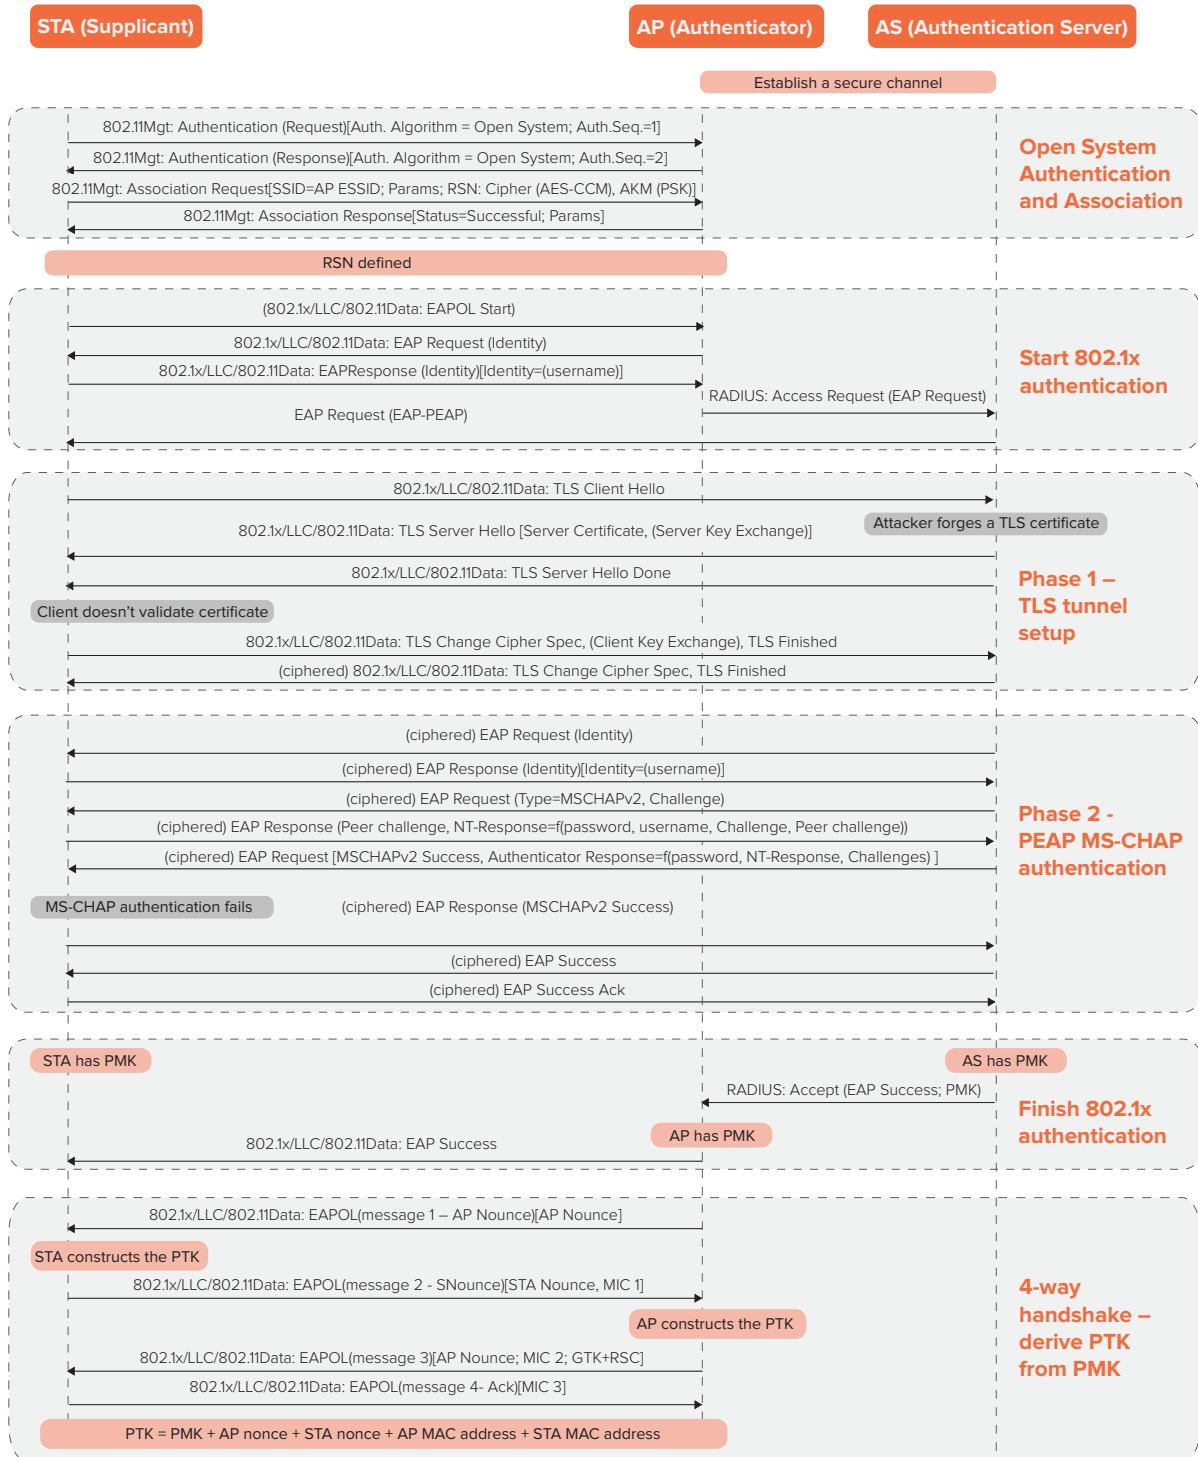 STA (Supplicant)
AP (Authenticator)
AS (Authentication Server)
Establish a secure channel
802.11Mgt: Authentication (Request)[Auth. Algorithm = Open System; Auth.Seq.=1]
802.11Mgt: Authentication (Response)[Auth. Algorithm = Open System; Auth.Seq.=2]
802.11Mgt: Association Request[SSID=AP ESSID; Params; RSN: Cipher (AES-CCM), AKM (PSK)]
802.11Mgt: Association Response[Status=Successful; Params]
Open System
Authentication
and Association
RSN defined
(802.1x/LLC/802.11Data: EAPOL Start)
802.1x/LLC/802.11Data: EAP Request (Identity)
802.1x/LLC/802.11Data: EAPResponse (Identity)[Identity=(username)]
RADIUS: Access Request (EAP Request)
EAP Request (EAP-PEAP)
Start 802.1x
authentication
802.1x/LLC/802.11Data: TLS Client Hello
Attacker forges a TLS certificate
802.1x/LLC/802.11Data: TLS Server Hello [Server Certificate, (Server Key Exchange)]
802.1x/LLC/802.11Data: TLS Server Hello Done
Client doesn't validate certificate
802.1x/LLC/802.11Data: TLS Change Cipher Spec, (Client Key Exchange), TLS Finished
(ciphered) 802.1x/LLC/802.11Data: TLS Change Cipher Spec, TLS Finished
Phase 1 –
TLS tunnel
setup
(ciphered) EAP Request (Identity)
(ciphered) EAP Response (Identity)[Identity=(username)]
(ciphered) EAP Request (Type=MSCHAPv2, Challenge)
(ciphered) EAP Response (Peer challenge, NT-Response=f(password, username, Challenge, Peer challenge))
(ciphered) EAP Request [MSCHAPv2 Success, Authenticator Response=f(password, NT-Response, Challenges) ]
MS-CHAP authentication fails
(ciphered) EAP Response (MSCHAPv2 Success)
(ciphered) EAP Success
(ciphered) EAP Success Ack
Phase 2 -
PEAP MS-CHAP
authentication
STA has PMK
AS has PMK
RADIUS: Accept (EAP Success; PMK)
AP has PMK
802.1x/LLC/802.11Data: EAP Success
Finish 802.1x
authentication
802.1x/LLC/802.11Data: EAPOL(message 1 – AP Nounce)[AP Nounce]
STA constructs the PTK
802.1x/LLC/802.11Data: EAPOL(message 2 - SNounce)[STA Nounce, MIC 1]
AP constructs the PTK
802.1x/LLC/802.11Data: EAPOL(message 3)[AP Nounce; MIC 2; GTK+RSC]
802.1x/LLC/802.11Data: EAPOL(message 4- Ack)[MIC 3]
PTK = PMK + AP nonce + STA nonce + AP MAC address + STA MAC address
4-way
handshake –
derive PTK
from PMK